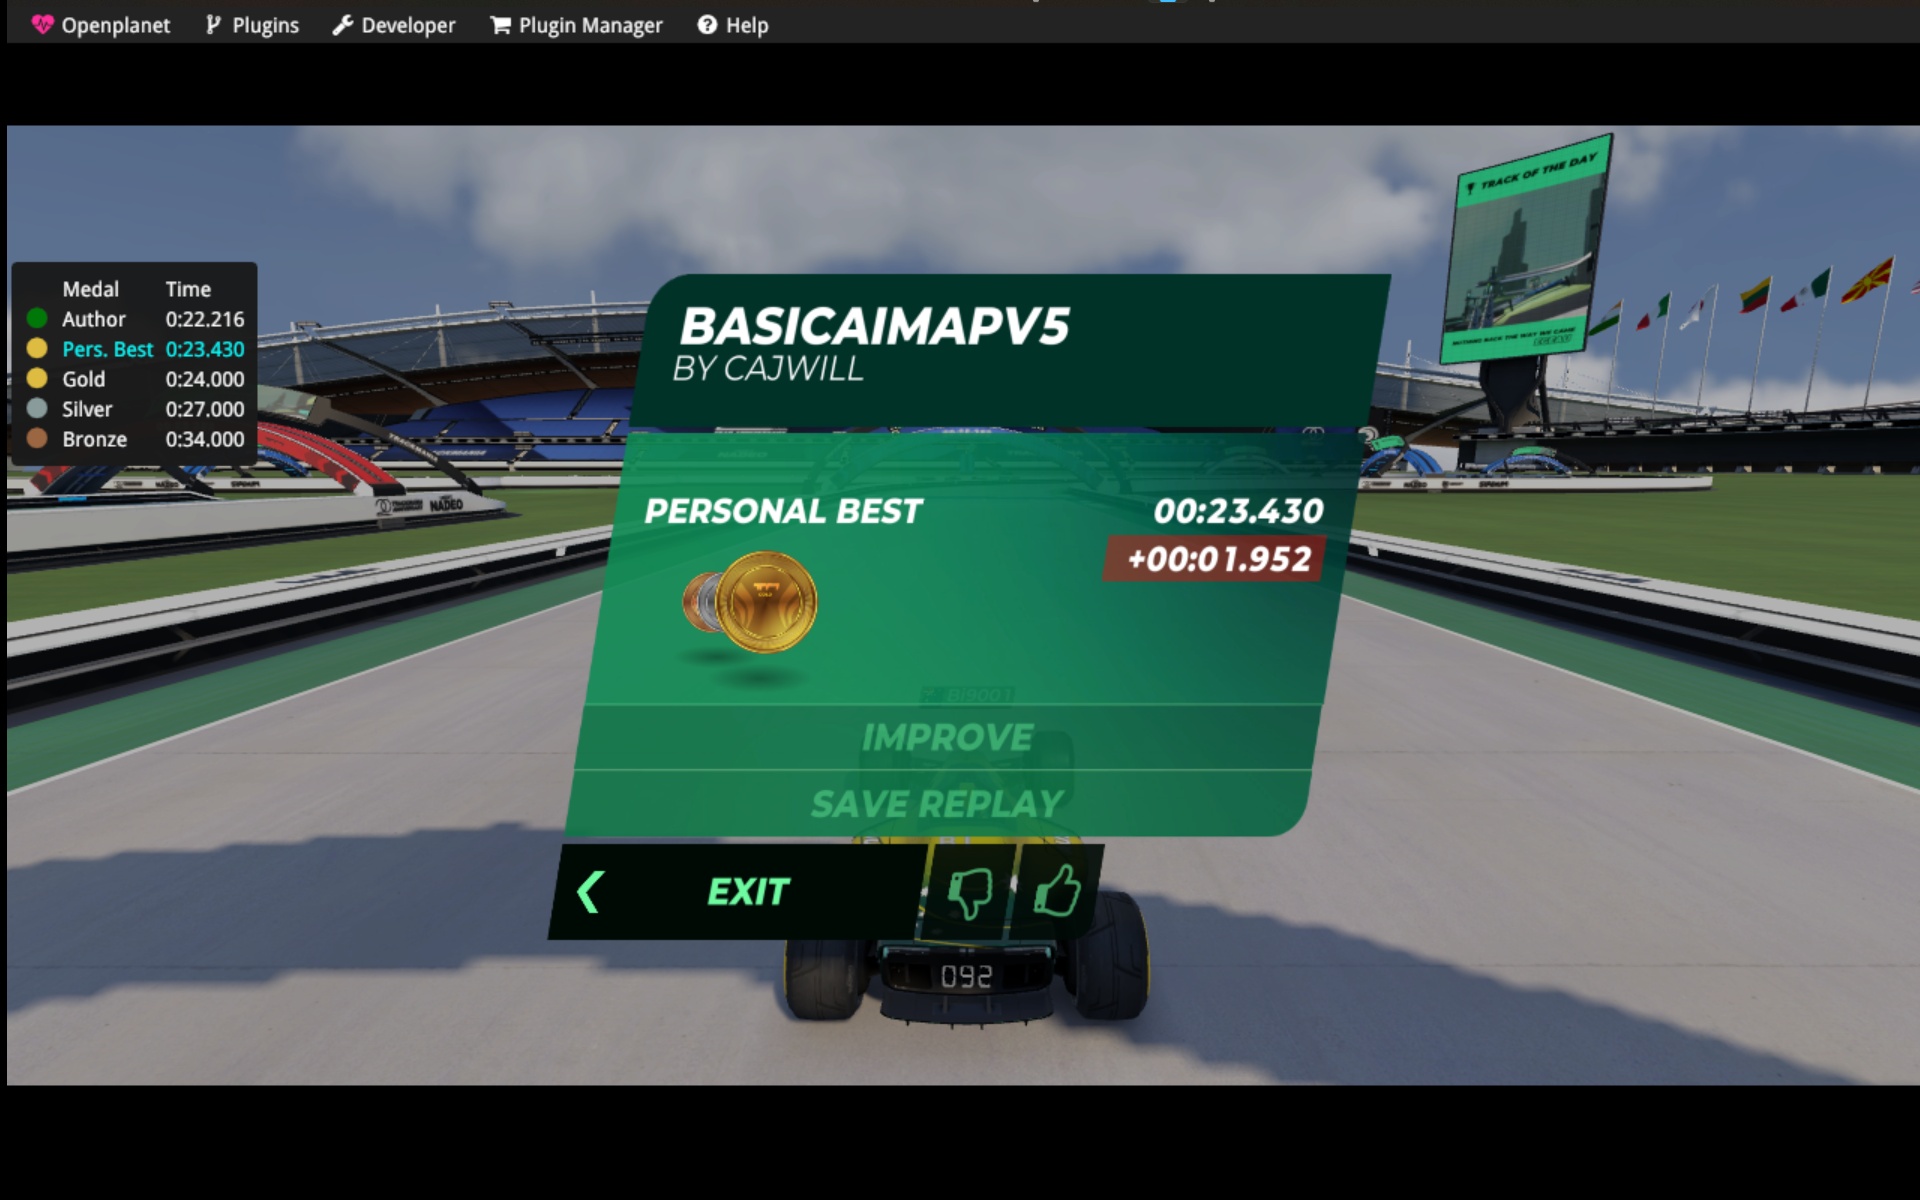 Openplanet Plugins Developer Plugin Manager Help
TRACK OF THE DAY
Medal Time
Author 0:22.216
Pers. Best 0:23.430
Gold 0:24.000
Silver 0:27.000
Bronze 0:34.000
BASICAIMAPV5
BY CAJWILL
NADEO
PERSONAL BEST 00:23.430
+00:01.952
IMPROVE
SAVE REPLAY
EXIT
092